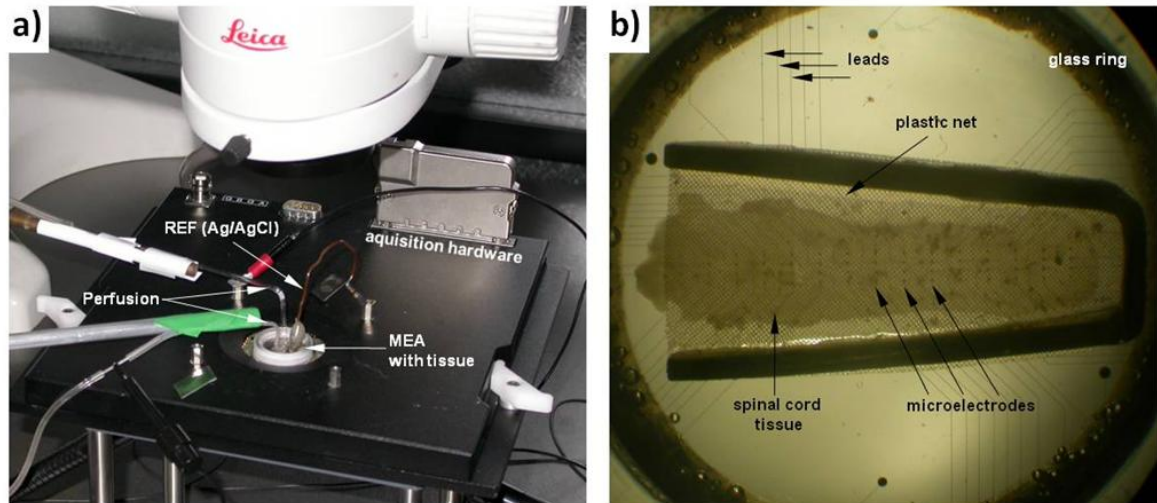 a)
Leica
REF (Ag/AgCl)
aquisition hardware
Perfusion
MEA
with tissue
b)
leads
glass ring
plastic net
spinal cord
tissue
microelectrodes